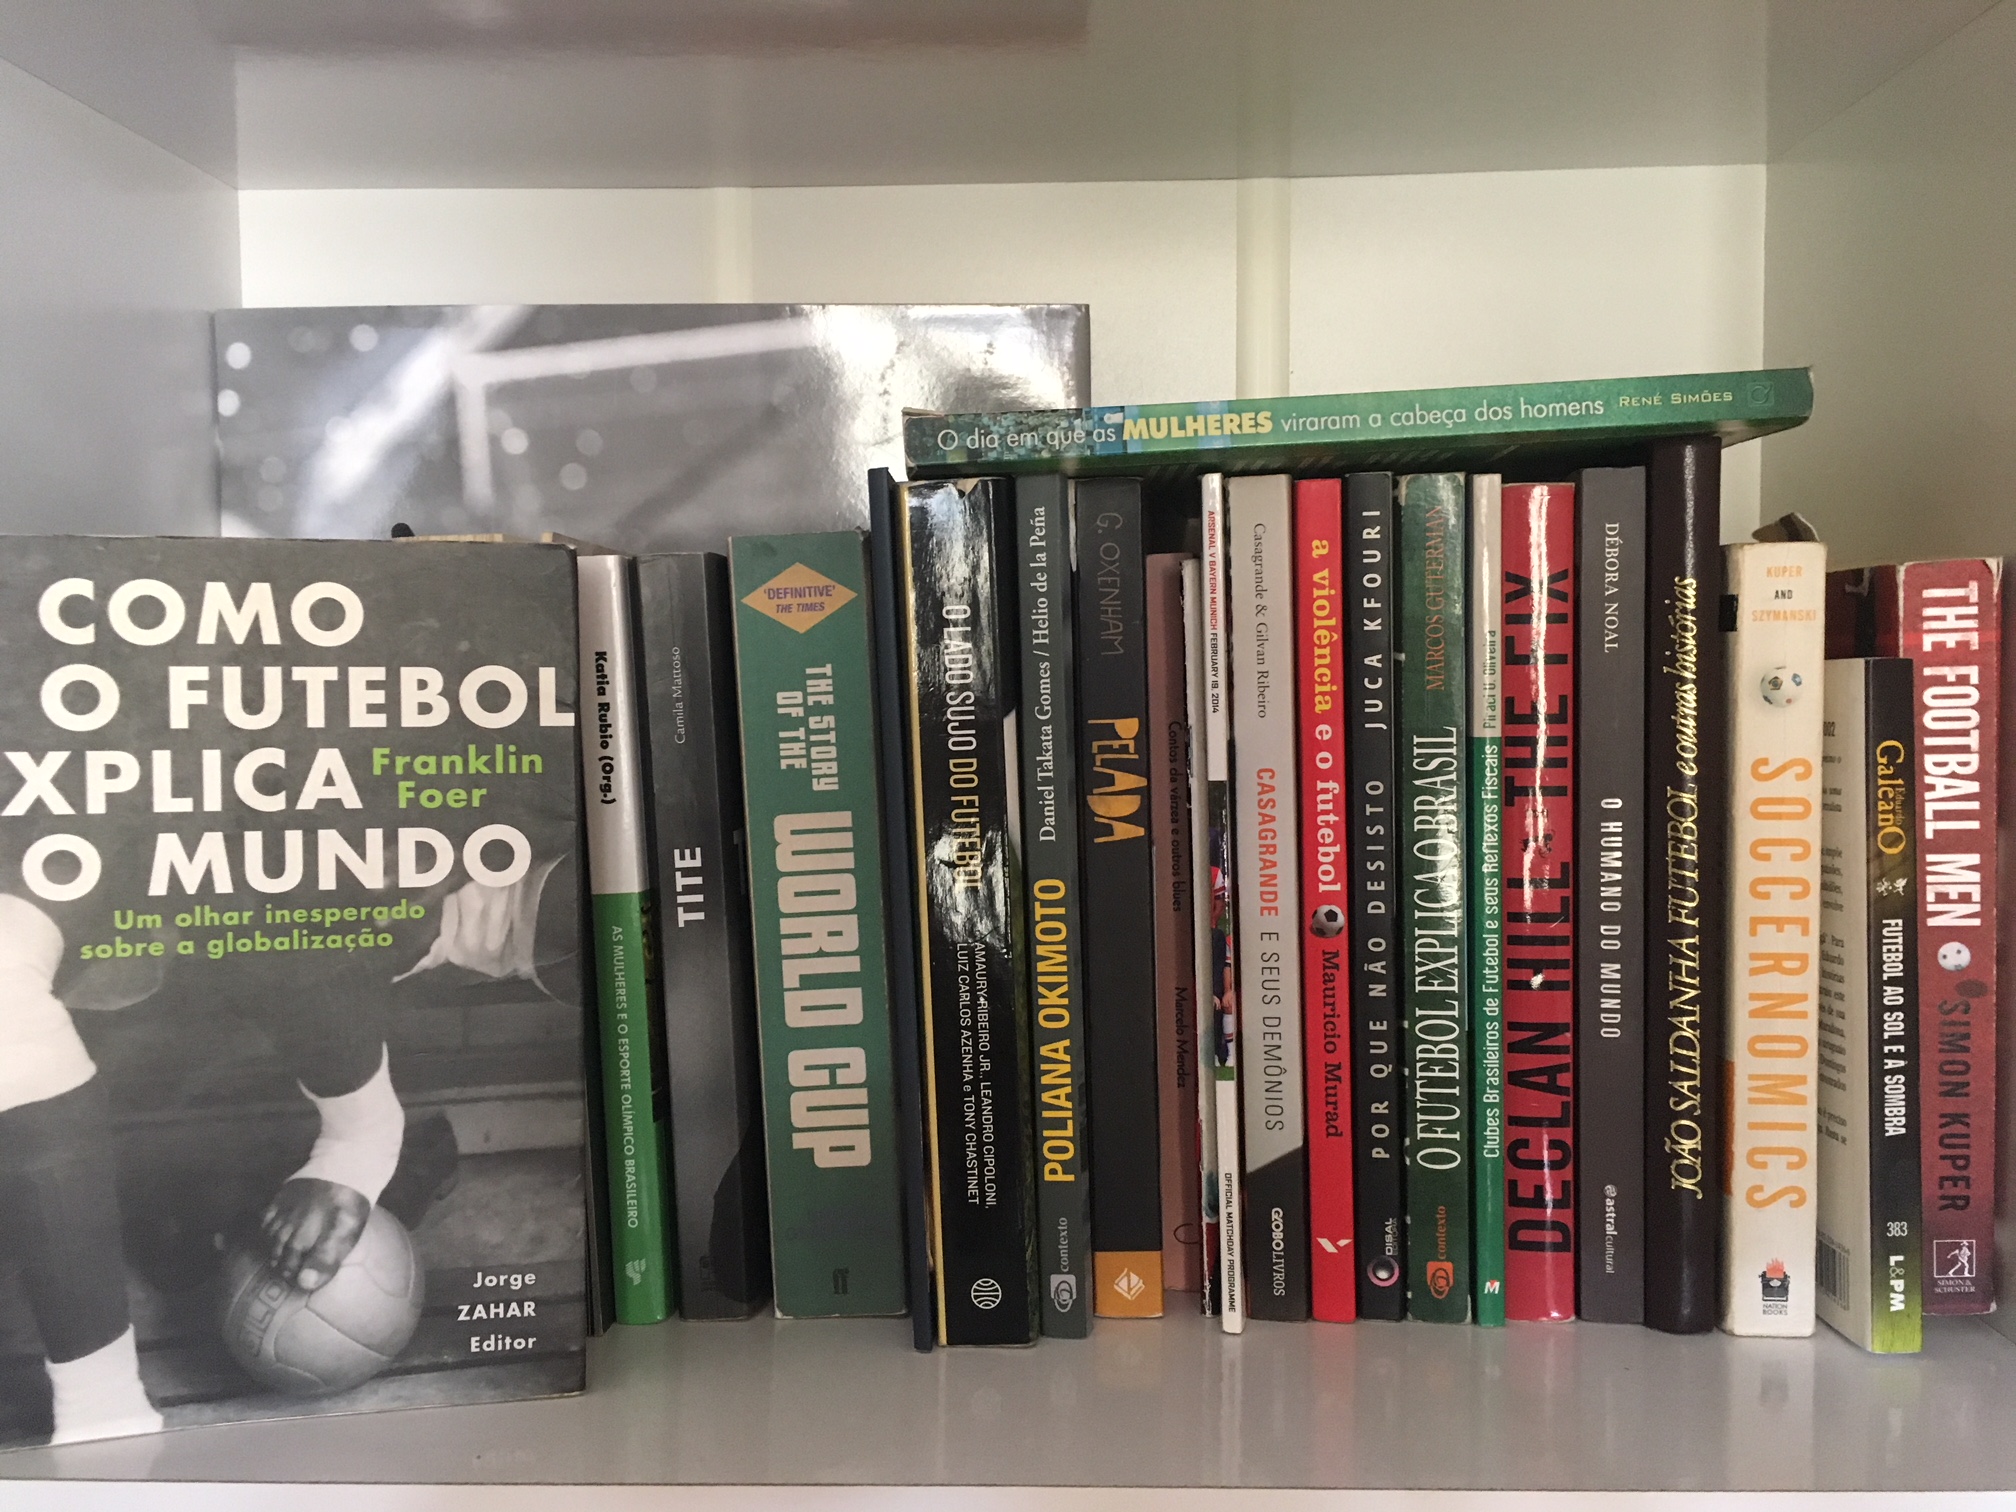 COMO
O FUTEBOL
XPLICA
Franklin
Foer
O MUNDO
Um olhar inesperado
sobre a globalização
Jorge
ZAHAR
Editor
Katia Rubio (Org.)
AS MULHERES E O ESPORTE OLÍMPICO BRASILEIRO
Camila Mattoso
TITE
'DEFINITIVE'
THE TIMES
THE STORY
OF THE
WORLD CUP
O dia em que as MULHERES viraram a cabeça dos homens RENÉ SIMÕES
O LADO SUJO DO FUTEBOL
AMAURY RIBEIRO JR., LEANDRO CIPOLONI,
LUIZ CARLOS AZENHA e TONY CHASTINET
Daniel Takata Gomes / Helio de la Peña
POLIANA OKIMOTO
contexto
G. OXENHAM
PELADA
Contos da várzea e outros blues
Marcelo Mendez
ARSENAL V BAYERN MUNICH FEBRUARY 19, 2014
OFFICIAL MATCHDAY PROGRAMME
Casagrande & Gilvan Ribeiro
CASAGRANDE E SEUS DEMÔNIOS
GLOBOLIVROS
a violência e o futebol Mauricio Murad
JUCA KFOURI
POR QUE NÃO DESISTO
DISAL
MARCOS GUTERMAN
O FUTEBOL EXPLICA O BRASIL
contexto
Clubes Brasileiros de Futebol e seus Reflexos Fiscais
M
DECLAN HILL - THE FIX
DÉBORA NOAL
O HUMANO DO MUNDO
astralcultural
JOÃO SALDANHA FUTEBOL e outras histórias
KUPER
AND
SZYMANSKI
SOCCERNOMICS
NATION
BOOKS
Eduardo
GaleanO
FUTEBOL AO SOL E À SOMBRA
383
L&PM
THE FOOTBALL MEN
SIMON KUPER
SIMON &
SCHUSTER